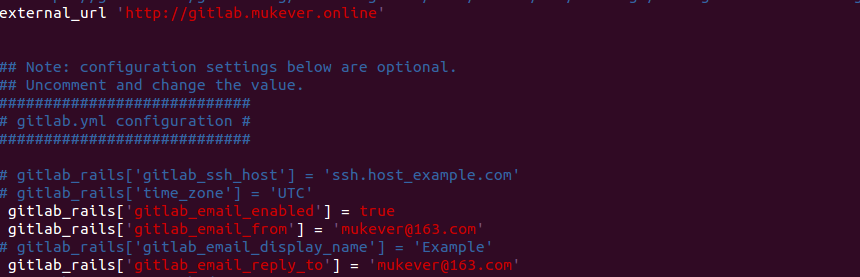 external_url 'http://gitlab.mukever.online'
## Note: configuration settings below are optional.
## Uncomment and change the value.
############################
# gitlab.yml configuration #
############################
# gitlab_rails['gitlab_ssh_host'] = 'ssh.host_example.com'
# gitlab_rails['time_zone'] = 'UTC'
gitlab_rails['gitlab_email_enabled'] = true
gitlab_rails['gitlab_email_from'] = 'mukever@163.com'
# gitlab_rails['gitlab_email_display_name'] = 'Example'
gitlab_rails['gitlab_email_reply_to'] = 'mukever@163.com'